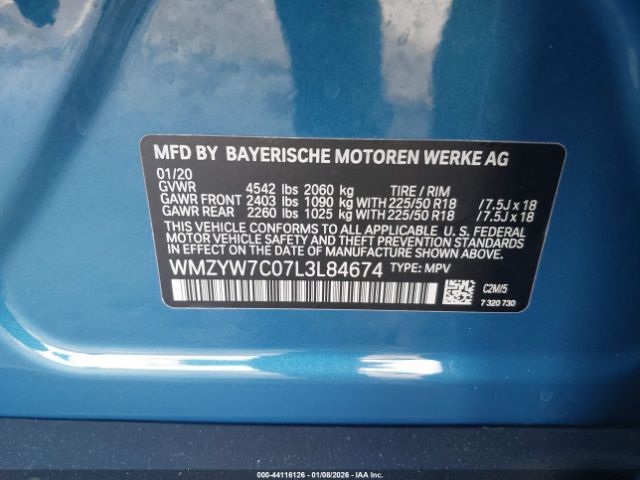 MFD BY BAYERISCHE MOTOREN WERKE AG
01/20
GVWR 4542 lbs 2060 kg TIRE / RIM
GAWR FRONT 2403 lbs 1090 kg WITH 225/50 R18 /7.5J x 18
GAWR REAR 2260 lbs 1025 kg WITH 225/50 R18 /7.5J x 18
THIS VEHICLE CONFORMS TO ALL APPLICABLE U. S. FEDERAL
MOTOR VEHICLE SAFETY, BUMPER, AND THEFT PREVENTION STANDARDS
IN EFFECT ON THE DATE OF MANUFACTURE SHOWN ABOVE.
WMZYW7C07L3L84674 TYPE: MPV
C2M/5
7 320 730
000-44116126 - 01/08/2026 - IAAI.COM